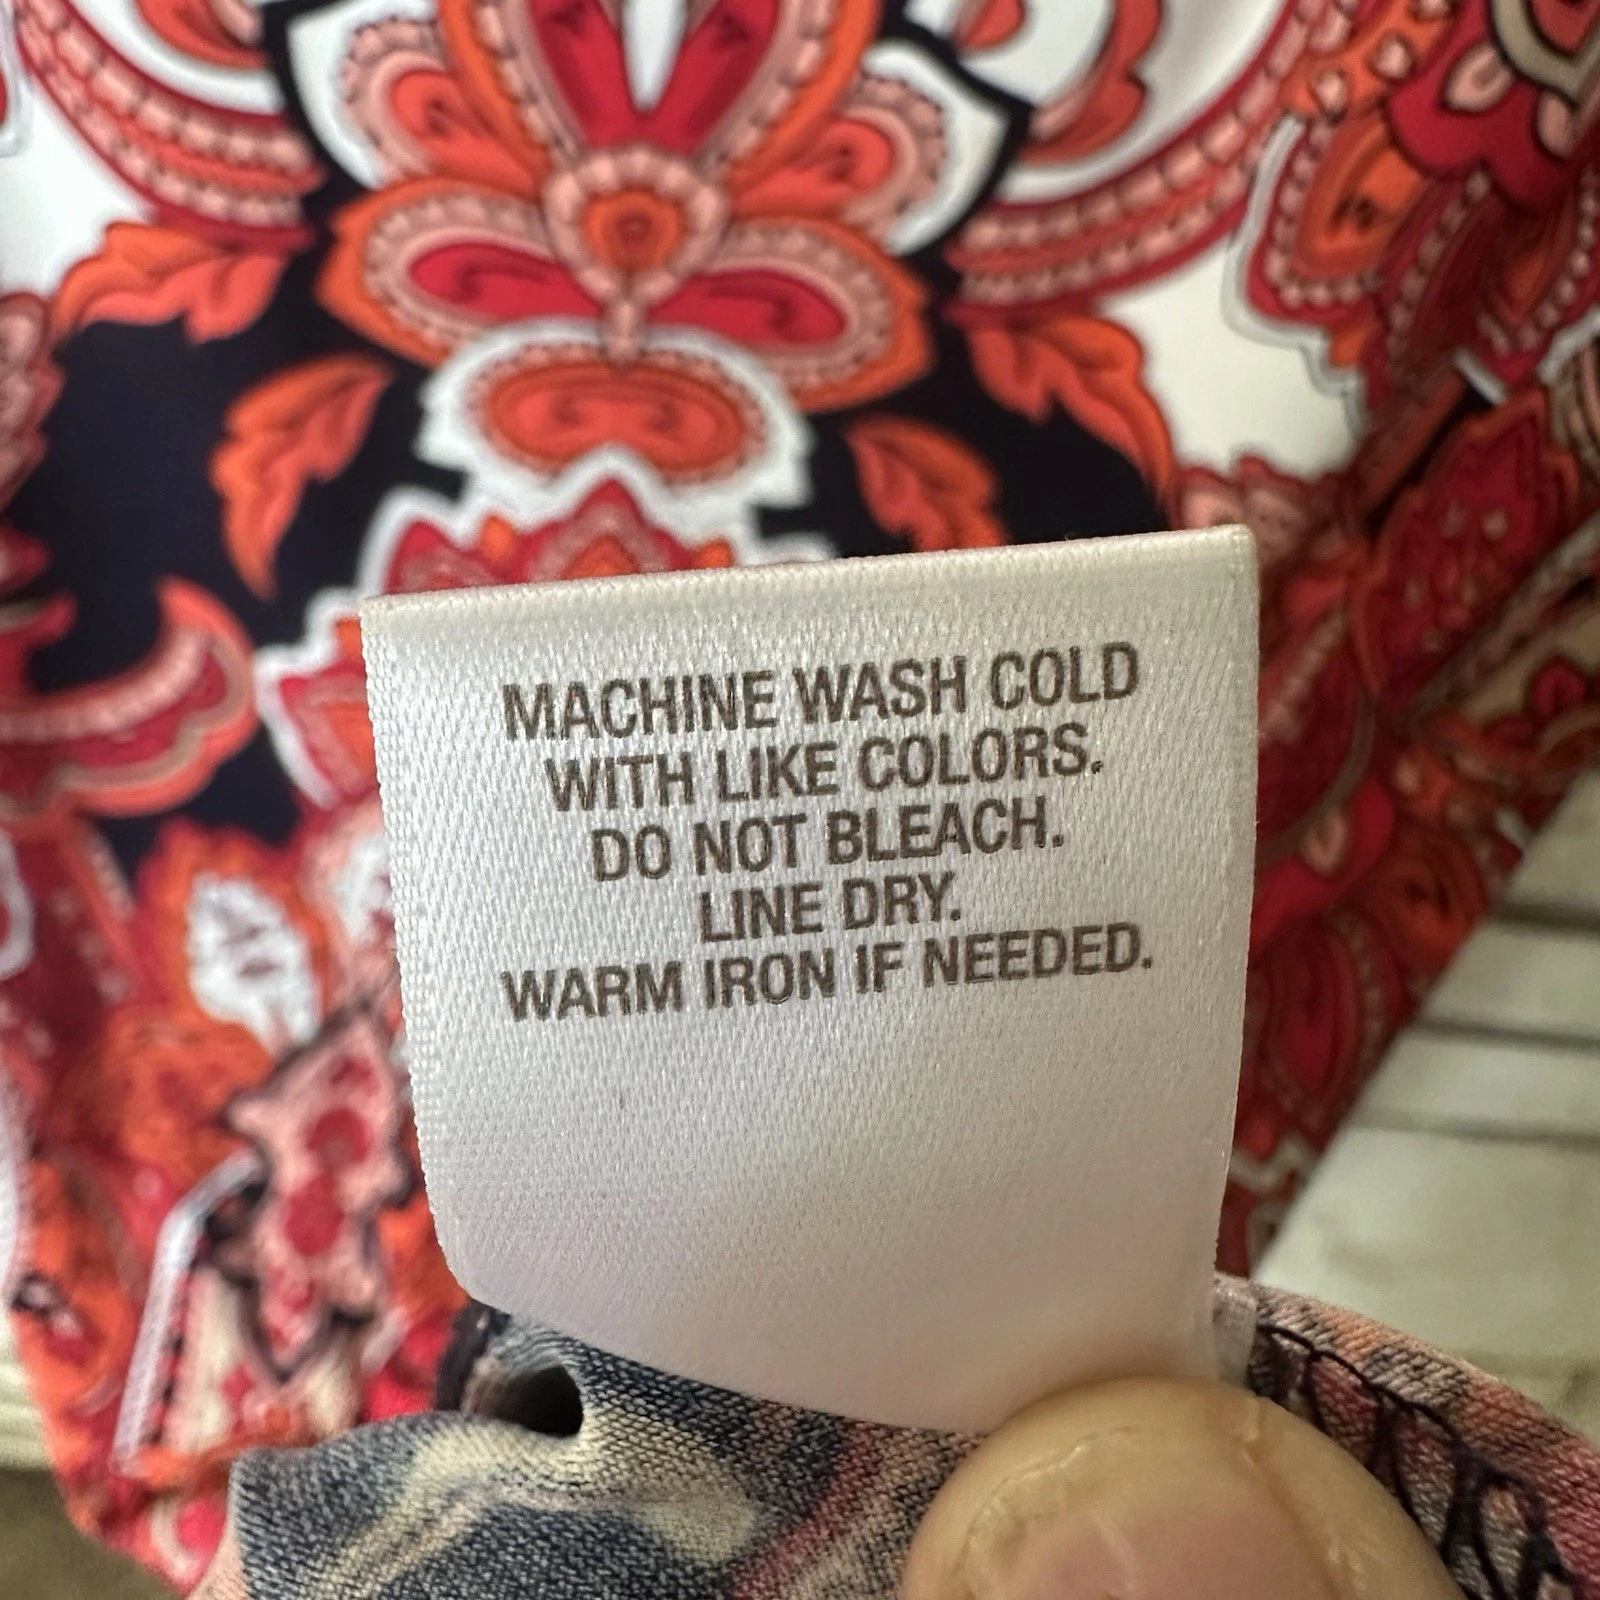 MACHINE WASH COLD
WITH LIKE COLORS.
DO NOT BLEACH.
LINE DRY.
WARM IRON IF NEEDED.